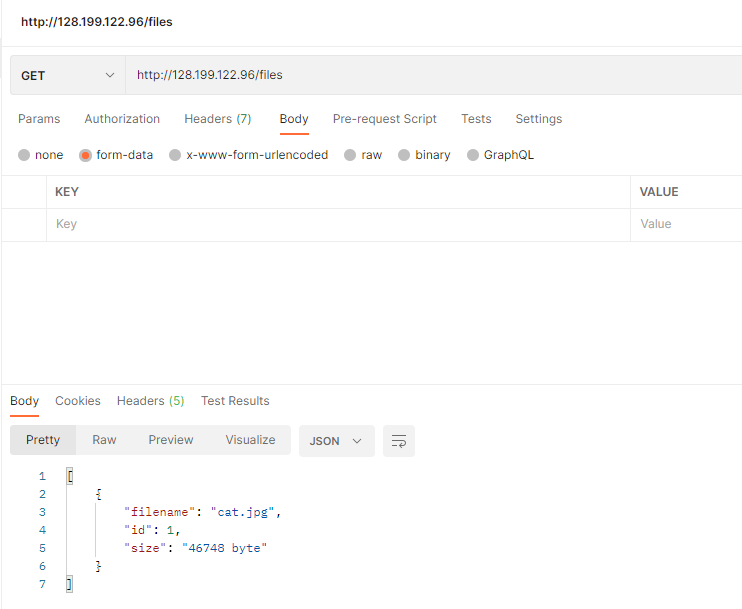 http://128.199.122.96/files
GET http://128.199.122.96/files
Params Authorization Headers (7) Body Pre-request Script Tests Settings
none form-data x-www-form-urlencoded raw binary GraphQL
KEY VALUE
Key Value
Body Cookies Headers (5) Test Results
Pretty Raw Preview Visualize JSON
1 [
2 {
3 "filename": "cat.jpg",
4 "id": 1,
5 "size": "46748 byte"
6 }
7 ]